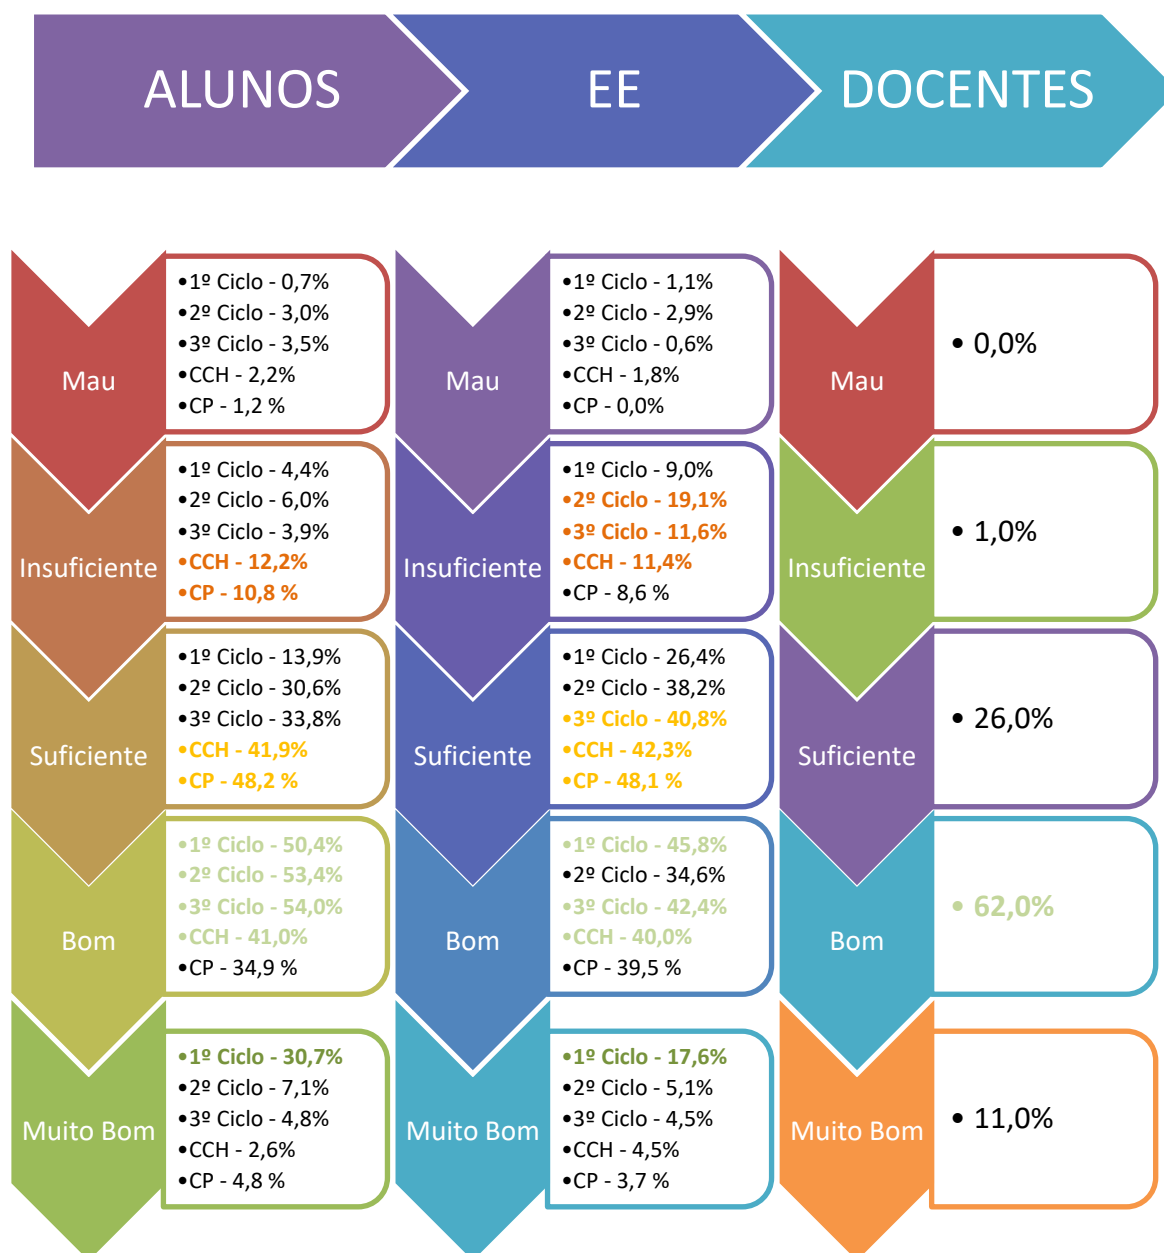 ALUNOS
EE
DOCENTES
Mau
•1º Ciclo - 0,7%
•2º Ciclo - 3,0%
•3º Ciclo - 3,5%
•CCH - 2,2%
•CP - 1,2 %
Insuficiente
•1º Ciclo - 4,4%
•2º Ciclo - 6,0%
•3º Ciclo - 3,9%
•CCH - 12,2%
•CP - 10,8 %
Suficiente
•1º Ciclo - 13,9%
•2º Ciclo - 30,6%
•3º Ciclo - 33,8%
•CCH - 41,9%
•CP - 48,2 %
Bom
•1º Ciclo - 50,4%
•2º Ciclo - 53,4%
•3º Ciclo - 54,0%
•CCH - 41,0%
•CP - 34,9 %
Muito Bom
•1º Ciclo - 30,7%
•2º Ciclo - 7,1%
•3º Ciclo - 4,8%
•CCH - 2,6%
•CP - 4,8 %
Mau
•1º Ciclo - 1,1%
•2º Ciclo - 2,9%
•3º Ciclo - 0,6%
•CCH - 1,8%
•CP - 0,0%
Insuficiente
•1º Ciclo - 9,0%
•2º Ciclo - 19,1%
•3º Ciclo - 11,6%
•CCH - 11,4%
•CP - 8,6 %
Suficiente
•1º Ciclo - 26,4%
•2º Ciclo - 38,2%
•3º Ciclo - 40,8%
•CCH - 42,3%
•CP - 48,1 %
Bom
•1º Ciclo - 45,8%
•2º Ciclo - 34,6%
•3º Ciclo - 42,4%
•CCH - 40,0%
•CP - 39,5 %
Muito Bom
•1º Ciclo - 17,6%
•2º Ciclo - 5,1%
•3º Ciclo - 4,5%
•CCH - 4,5%
•CP - 3,7 %
Mau
• 0,0%
Insuficiente
• 1,0%
Suficiente
• 26,0%
Bom
• 62,0%
Muito Bom
• 11,0%